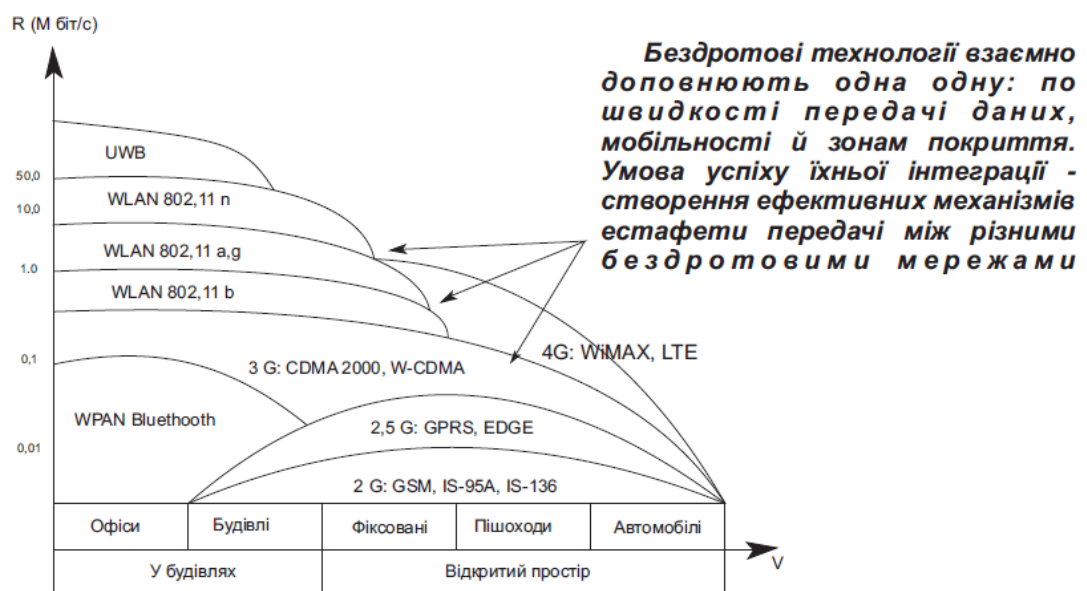 R (М біт/с)
Бездротові технології взаємно
доповнюють одна одну: по
швидкості передачі даних,
мобільності й зонам покриття.
Умова успіху їхньої інтеграції -
створення ефективних механізмів
естафети передачі між різними
бездротовими мережами
UWB
50,0
WLAN 802,11 n
10,0
WLAN 802,11 a,g
1.0
WLAN 802,11 b
4G: WiMAX, LTE
0,1
3 G: CDMA 2000, W-CDMA
WPAN Bluethooth
2,5 G: GPRS, EDGE
0,01
2 G: GSM, IS-95A, IS-136
Офіси
Будівлі
Фіксовані
Пішоходи
Автомобілі
V
У будівлях
Відкритий простір